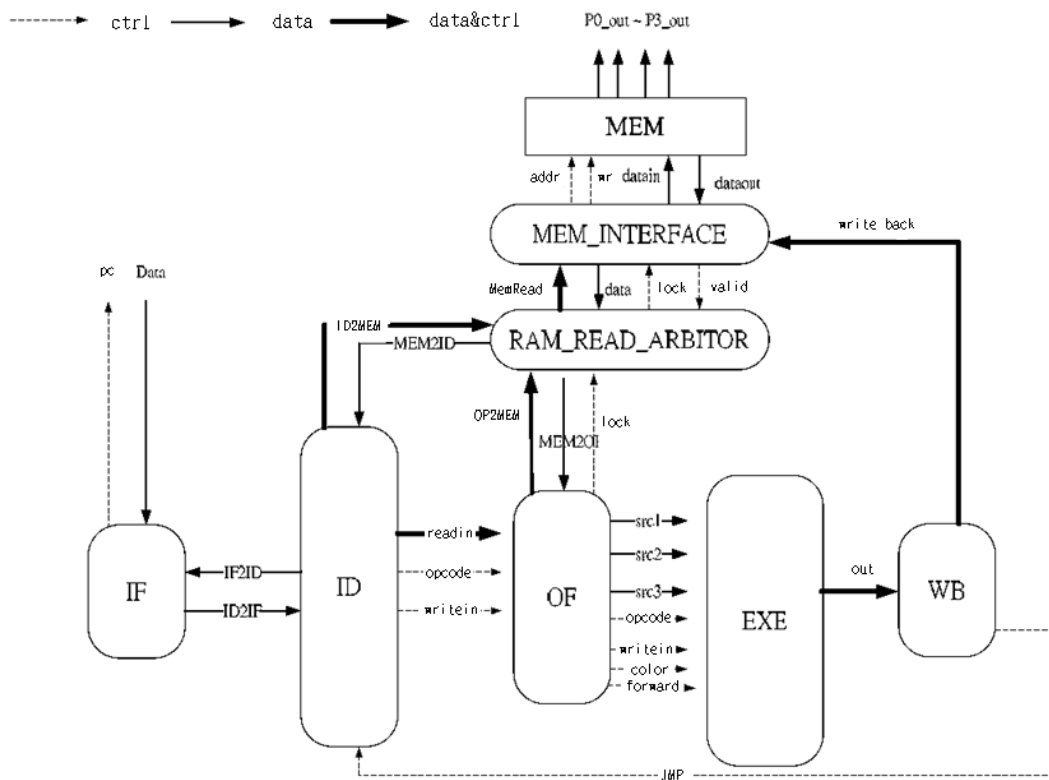 ctrl data data&ctrl
P0_out ~ P3_out
MEM
addr wr datain dataout
MEM_INTERFACE
write back
pc Data
MemRead data lock valid
ID2MEM
RAM_READ_ARBITOR
MEM2ID
OP2MEM
lock
MEM2OF
readin
src1
src2
IF2ID
opcode
IF
ID
OF
EXE
out
WB
src3
ID2IF
writein
opcode
writein
color
forward
JMP